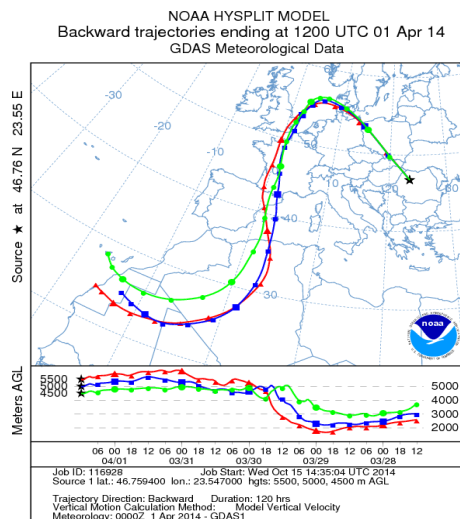 NOAA HYSPLIT MODEL
Backward trajectories ending at 1200 UTC 01 Apr 14
GDAS Meteorological Data
Source ★ at 46.76 N 23.55 E
-30
-20
-10
0
50
40
30
noaa
Meters AGL
5500
5000
4500
5000
4000
3000
2000
06 00 18 12 06 00 18 12 06 00 18 12 06 00 18 12 06 00 18 12
04/01 03/31 03/30 03/29 03/28
Job ID: 116928 Job Start: Wed Oct 15 14:35:04 UTC 2014
Source 1 lat.: 46.759400 lon.: 23.547000 hgts: 5500, 5000, 4500 m AGL
Trajectory Direction: Backward Duration: 120 hrs
Vertical Motion Calculation Method: Model Vertical Velocity
Meteorology: 0000Z 1 Apr 2014 - GDAS1